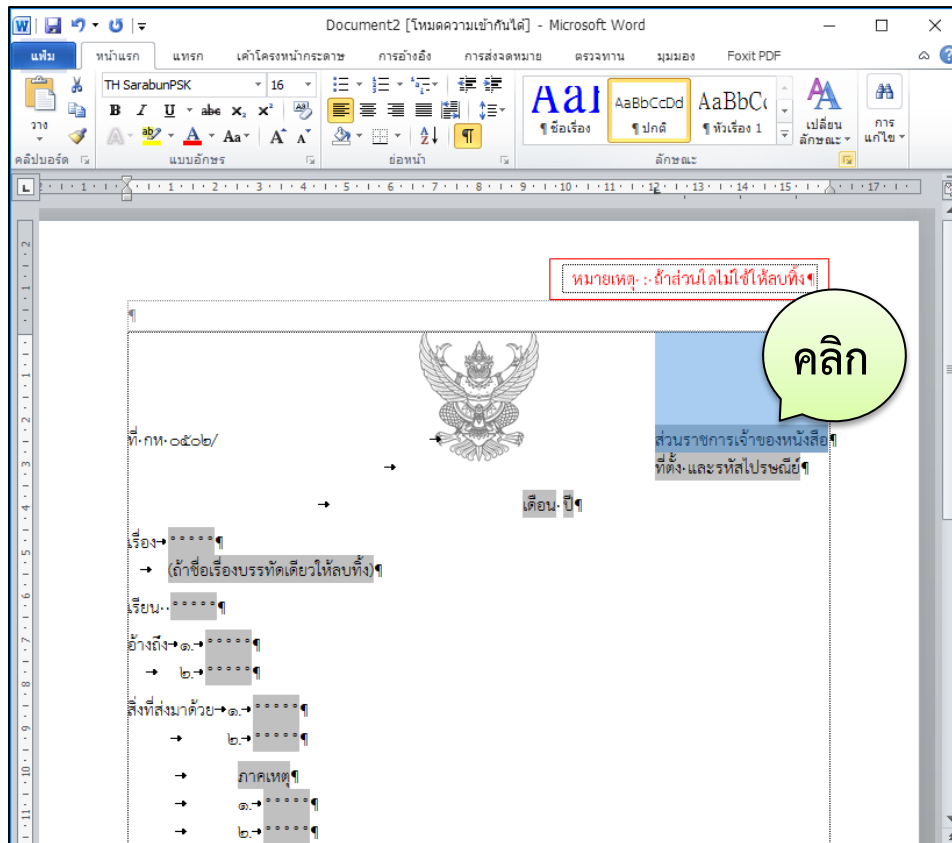 Document2 [โหมดความเข้ากันได้] - Microsoft Word
แฟ้ม หน้าแรก แทรก เค้าโครงหน้ากระดาษ การอ้างอิง การส่งจดหมาย ตรวจทาน มุมมอง Foxit PDF
TH SarabunPSK 16
วาง
B I U abe x₂ x² Aa A A
AaI AaBbCcDd AaBbCc
¶ ชื่อเรื่อง ¶ ปกติ ¶ หัวเรื่อง 1
เปลี่ยนลักษณะ
การแก้ไข
คลิปบอร์ด แบบอักษร ย่อหน้า ลักษณะ
หมายเหตุ : ถ้าส่วนใดไม่ใช้ให้ลบทิ้ง¶
¶
คลิก
ที่ กห ๐๕๐๒/ → ส่วนราชการเจ้าของหนังสือ¶
→ ที่ตั้ง และรหัสไปรษณีย์¶
→ เดือน ปี¶
เรื่อง→°°°°°¶
→ (ถ้าชื่อเรื่องบรรทัดเดียวให้ลบทิ้ง)¶
เรียน °°°°°¶
อ้างถึง→๑.→°°°°°¶
→ ๒.→°°°°°¶
สิ่งที่ส่งมาด้วย→๑.→°°°°°¶
→ ๒.→°°°°°¶
→ ภาคเหตุ¶
→ ๑.→°°°°°¶
→ ๒.→°°°°°¶